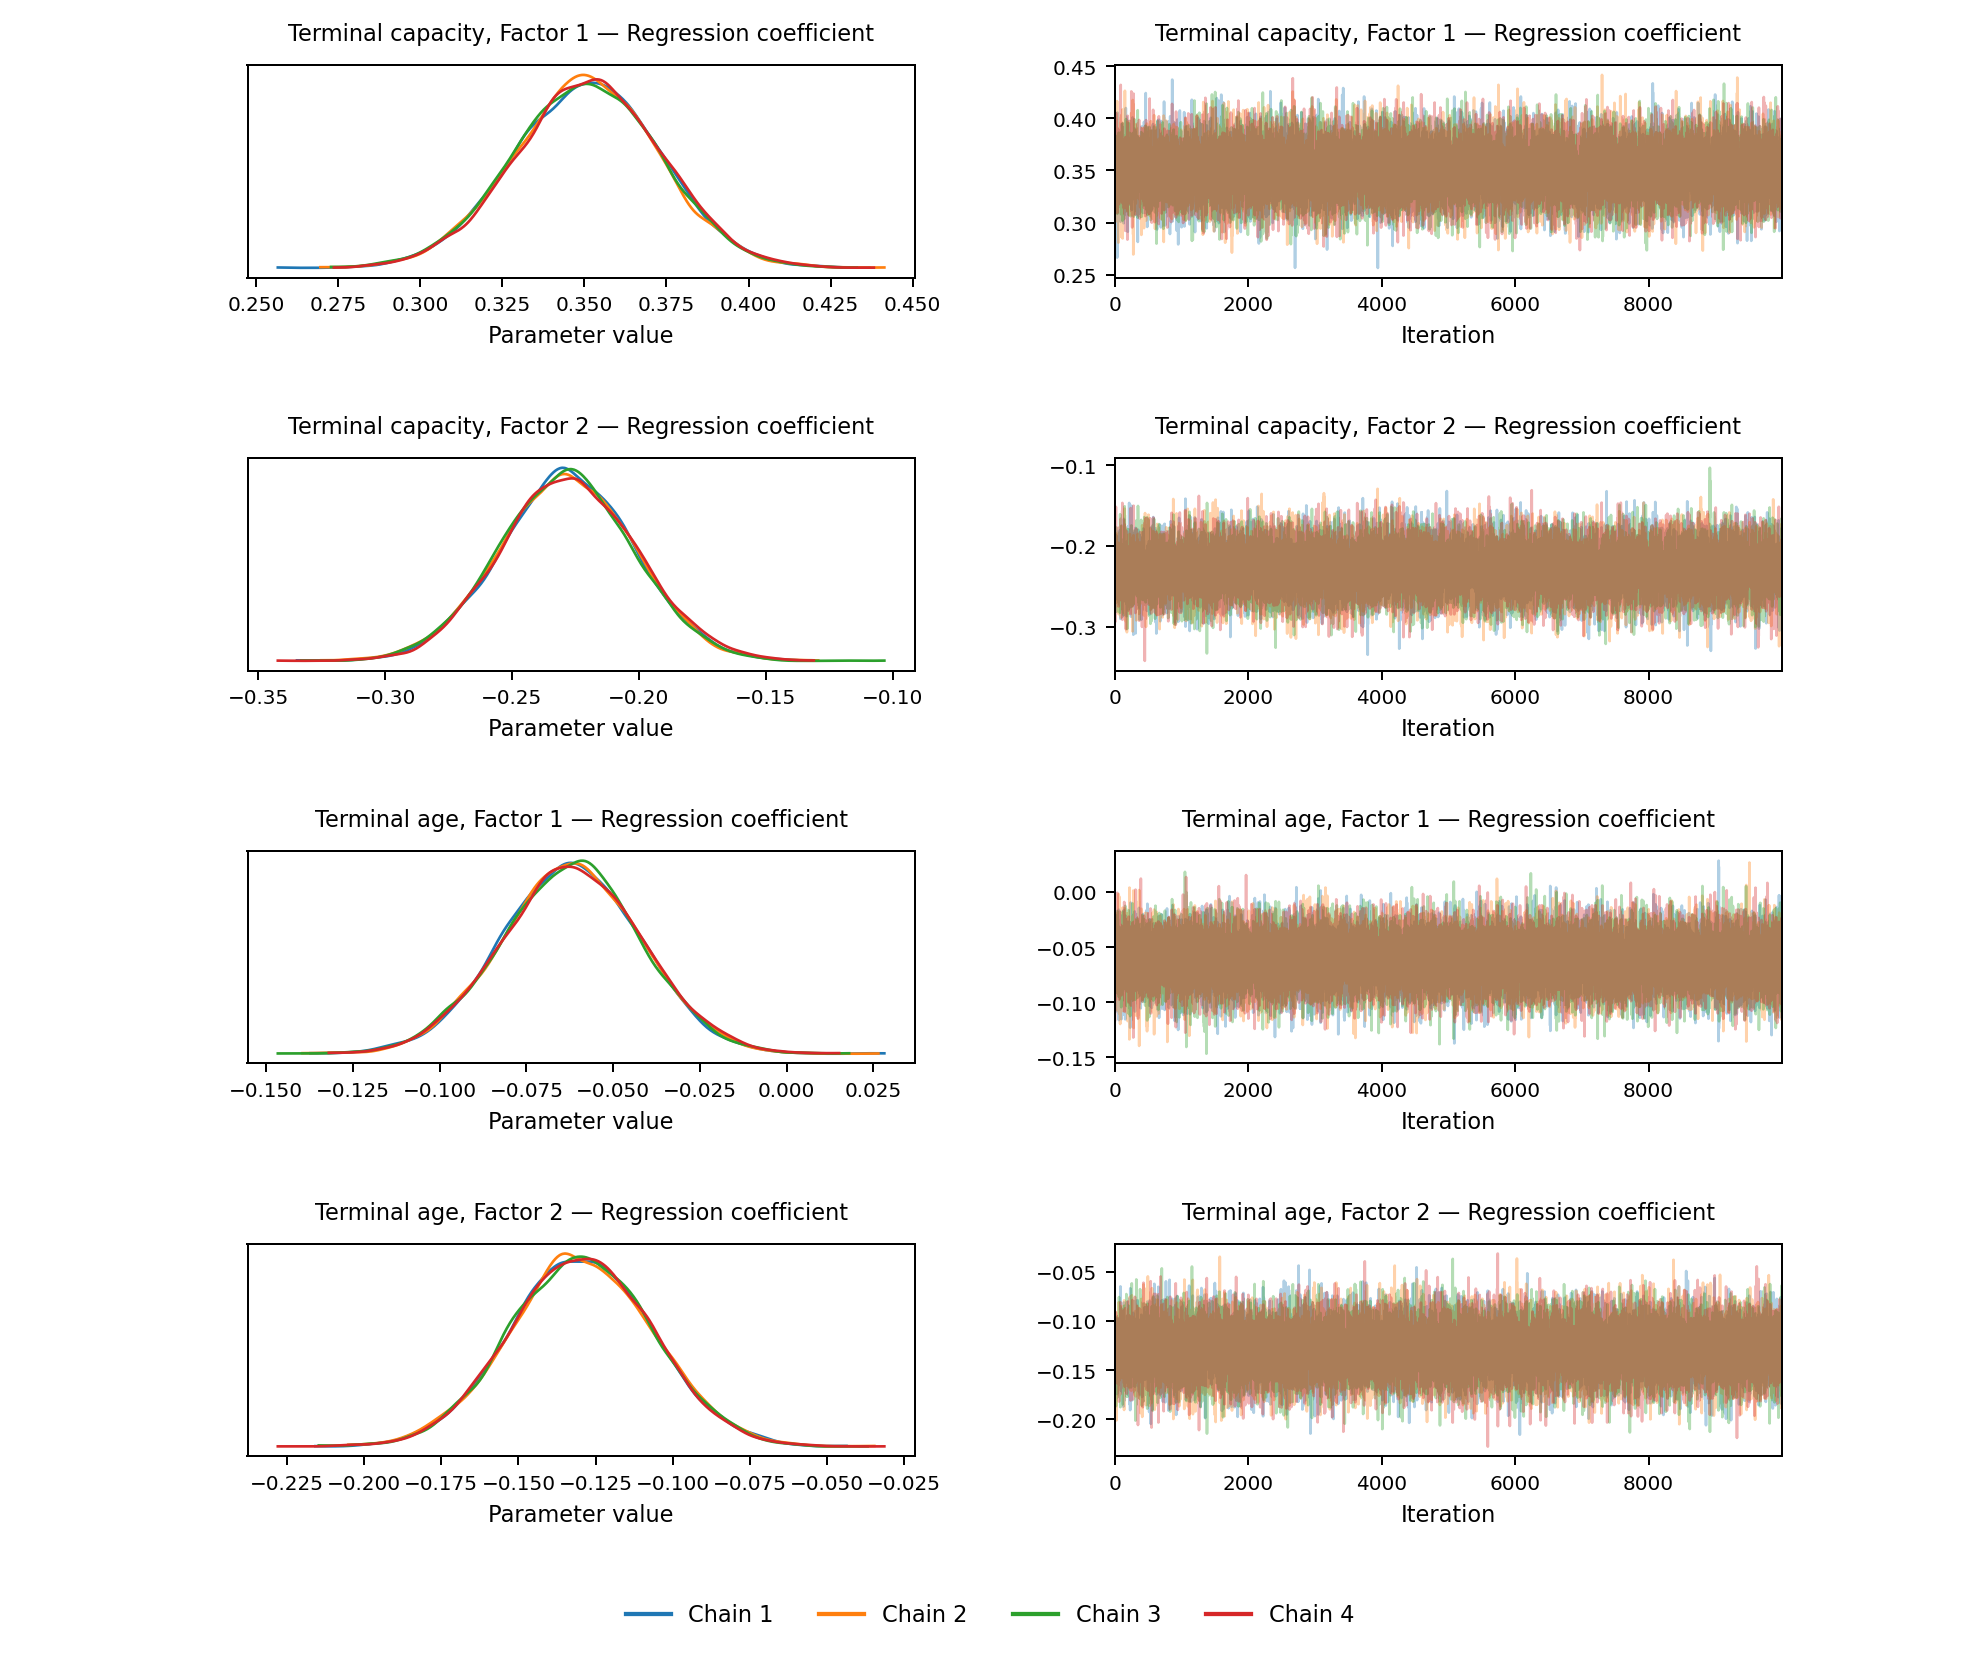 Terminal capacity, Factor 1 — Regression coefficient
0.250 0.275 0.300 0.325 0.350 0.375 0.400 0.425 0.450
Parameter value
Terminal capacity, Factor 1 — Regression coefficient
0.45
0.40
0.35
0.30
0.25
0 2000 4000 6000 8000
Iteration
Terminal capacity, Factor 2 — Regression coefficient
−0.35 −0.30 −0.25 −0.20 −0.15 −0.10
Parameter value
Terminal capacity, Factor 2 — Regression coefficient
−0.1
−0.2
−0.3
0 2000 4000 6000 8000
Iteration
Terminal age, Factor 1 — Regression coefficient
−0.150 −0.125 −0.100 −0.075 −0.050 −0.025 0.000 0.025
Parameter value
Terminal age, Factor 1 — Regression coefficient
0.00
−0.05
−0.10
−0.15
0 2000 4000 6000 8000
Iteration
Terminal age, Factor 2 — Regression coefficient
−0.225 −0.200 −0.175 −0.150 −0.125 −0.100 −0.075 −0.050 −0.025
Parameter value
Terminal age, Factor 2 — Regression coefficient
−0.05
−0.10
−0.15
−0.20
0 2000 4000 6000 8000
Iteration
Chain 1 Chain 2 Chain 3 Chain 4